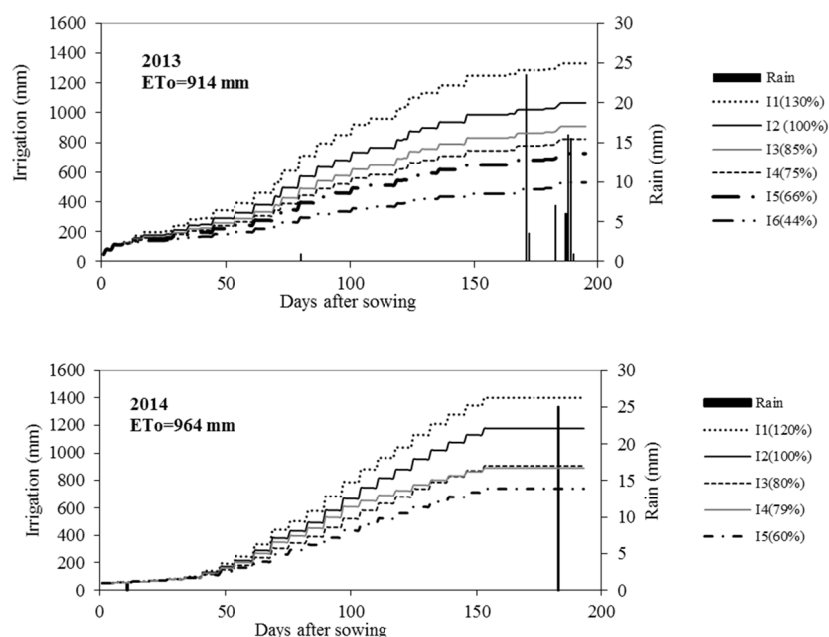 1600
1400
1200
1000
800
600
400
200
0
Irrigation (mm)
2013
ETo=914 mm
30
25
20
15
10
5
0
Rain (mm)
0 50 100 150 200
Days after sowing
Rain
I1(130%)
I2 (100%)
I3(85%)
I4(75%)
I5(66%)
I6(44%)
1600
1400
1200
1000
800
600
400
200
0
Irrigation (mm)
2014
ETo=964 mm
30
25
20
15
10
5
0
Rain (mm)
0 50 100 150 200
Days after sowing
Rain
I1(120%)
I2(100%)
I3(80%)
I4(79%)
I5(60%)